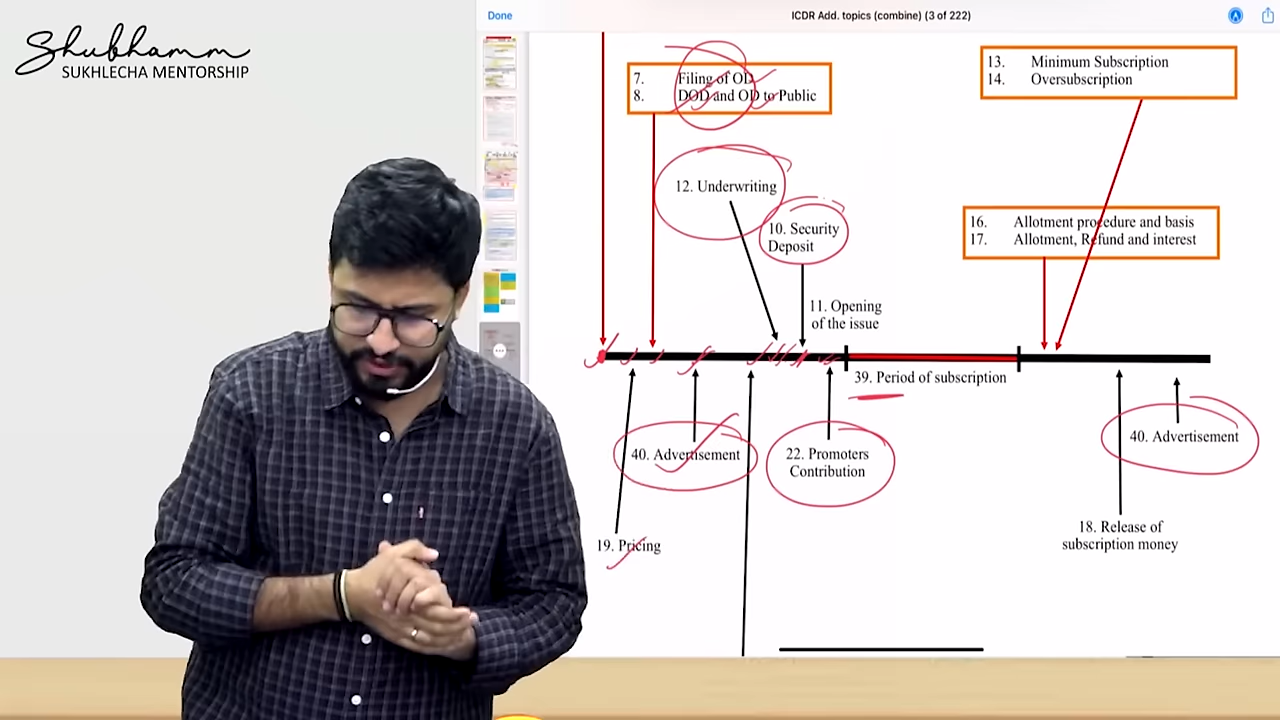 Shubhamm
SUKHLECHA MENTORSHIP
Done
ICDR Add. topics (combine) (3 of 222)
7. Filing of OD
8. DOD and OD to Public
13. Minimum Subscription
14. Oversubscription
12. Underwriting
10. Security
Deposit
16. Allotment procedure and basis
17. Allotment, Refund and interest
11. Opening
of the issue
39. Period of subscription
40. Advertisement
22. Promoters
Contribution
40. Advertisement
19. Pricing
18. Release of
subscription money